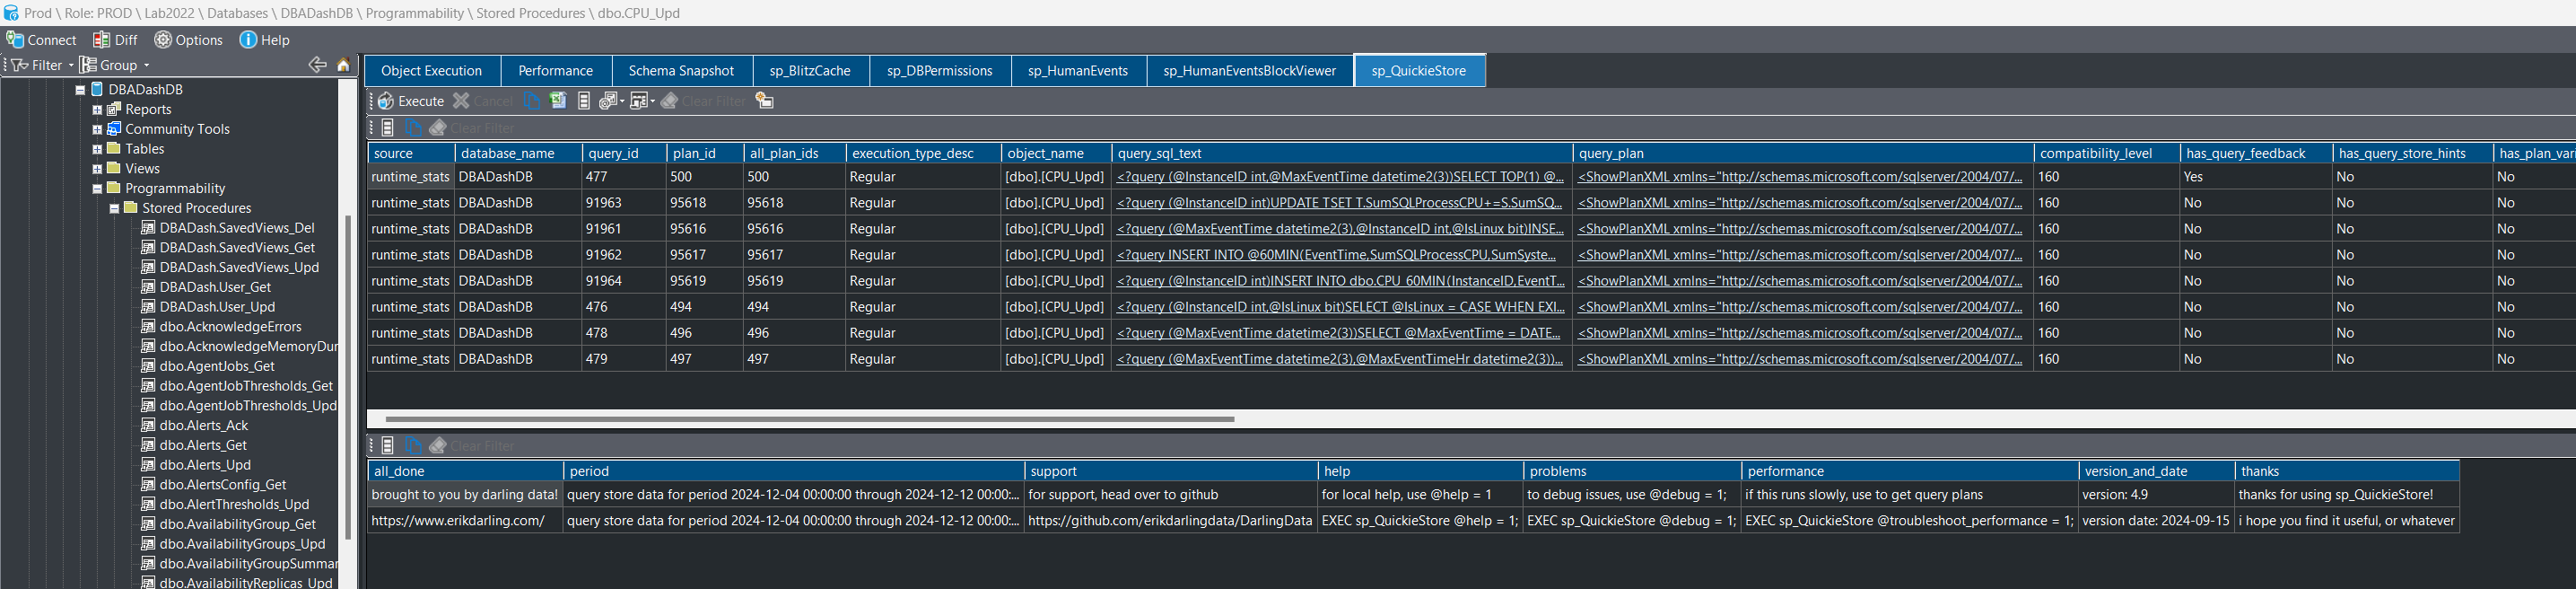 Prod \ Role: PROD \ Lab2022 \ Databases \ DBADashDB \ Programmability \ Stored Procedures \ dbo.CPU_Upd
Connect Diff Options Help
Filter Group
DBADashDB
Reports
Community Tools
Tables
Views
Programmability
Stored Procedures
DBADash.SavedViews_Del
DBADash.SavedViews_Get
DBADash.SavedViews_Upd
DBADash.User_Get
DBADash.User_Upd
dbo.AcknowledgeErrors
dbo.AcknowledgeMemoryDur
dbo.AgentJobs_Get
dbo.AgentJobThresholds_Get
dbo.AgentJobThresholds_Upd
dbo.Alerts_Ack
dbo.Alerts_Get
dbo.Alerts_Upd
dbo.AlertsConfig_Get
dbo.AlertThresholds_Upd
dbo.AvailabilityGroup_Get
dbo.AvailabilityGroups_Upd
dbo.AvailabilityGroupSummar
dbo.AvailabilityReplicas_Upd
Object Execution Performance Schema Snapshot sp_BlitzCache sp_DBPermissions sp_HumanEvents sp_HumanEventsBlockViewer sp_QuickieStore
Execute Cancel Clear Filter
Clear Filter
source database_name query_id plan_id all_plan_ids execution_type_desc object_name query_sql_text query_plan compatibility_level has_query_feedback has_query_store_hints has_plan_vari
runtime_stats DBADashDB 477 500 500 Regular [dbo].[CPU_Upd] <?query (@InstanceID int,@MaxEventTime datetime2(3))SELECT TOP(1) @... <ShowPlanXML xmlns="http://schemas.microsoft.com/sqlserver/2004/07/... 160 Yes No No
runtime_stats DBADashDB 91963 95618 95618 Regular [dbo].[CPU_Upd] <?query (@InstanceID int)UPDATE TSET T.SumSQLProcessCPU+=S.SumSQ... <ShowPlanXML xmlns="http://schemas.microsoft.com/sqlserver/2004/07/... 160 No No No
runtime_stats DBADashDB 91961 95616 95616 Regular [dbo].[CPU_Upd] <?query (@MaxEventTime datetime2(3),@InstanceID int,@IsLinux bit)INSE... <ShowPlanXML xmlns="http://schemas.microsoft.com/sqlserver/2004/07/... 160 No No No
runtime_stats DBADashDB 91962 95617 95617 Regular [dbo].[CPU_Upd] <?query INSERT INTO @60MIN(EventTime,SumSQLProcessCPU,SumSyste... <ShowPlanXML xmlns="http://schemas.microsoft.com/sqlserver/2004/07/... 160 No No No
runtime_stats DBADashDB 91964 95619 95619 Regular [dbo].[CPU_Upd] <?query (@InstanceID int)INSERT INTO dbo.CPU_60MIN(InstanceID,EventT... <ShowPlanXML xmlns="http://schemas.microsoft.com/sqlserver/2004/07/... 160 No No No
runtime_stats DBADashDB 476 494 494 Regular [dbo].[CPU_Upd] <?query (@InstanceID int,@IsLinux bit)SELECT @IsLinux = CASE WHEN EXI... <ShowPlanXML xmlns="http://schemas.microsoft.com/sqlserver/2004/07/... 160 No No No
runtime_stats DBADashDB 478 496 496 Regular [dbo].[CPU_Upd] <?query (@MaxEventTime datetime2(3))SELECT @MaxEventTime = DATE... <ShowPlanXML xmlns="http://schemas.microsoft.com/sqlserver/2004/07/... 160 No No No
runtime_stats DBADashDB 479 497 497 Regular [dbo].[CPU_Upd] <?query (@MaxEventTime datetime2(3),@MaxEventTimeHr datetime2(3))... <ShowPlanXML xmlns="http://schemas.microsoft.com/sqlserver/2004/07/... 160 No No No
Clear Filter
all_done period support help problems performance version_and_date thanks
brought to you by darling data! query store data for period 2024-12-04 00:00:00 through 2024-12-12 00:00:... for support, head over to github for local help, use @help = 1 to debug issues, use @debug = 1; if this runs slowly, use to get query plans version: 4.9 thanks for using sp_QuickieStore!
https://www.erikdarling.com/ query store data for period 2024-12-04 00:00:00 through 2024-12-12 00:00:... https://github.com/erikdarlingdata/DarlingData EXEC sp_QuickieStore @help = 1; EXEC sp_QuickieStore @debug = 1; EXEC sp_QuickieStore @troubleshoot_performance = 1; version date: 2024-09-15 i hope you find it useful, or whatever